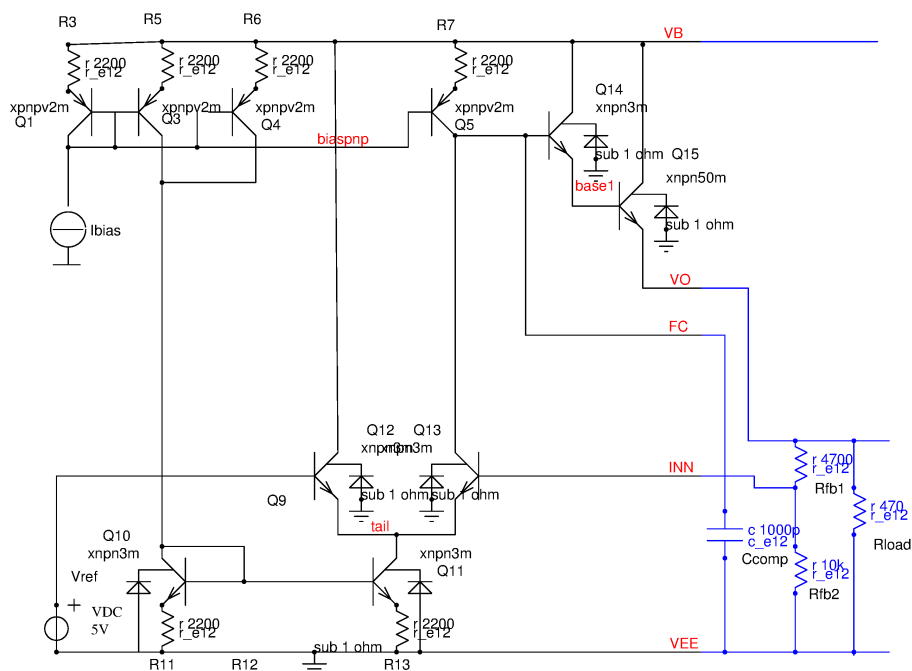 R3 R5 R6 R7
VB
r 2200 r 2200 r 2200 r 2200
r_e12 r_e12 r_e12 r_e12
Q14
xpnpv2m xpnpv2m xpnpv2m xpnpv2m xnpn3m
Q1 Q3 Q4 Q5
biaspnp
sub 1 ohm Q15
xnpn50m
base1
Ibias sub 1 ohm
VO
FC
Q12 Q13
xnpn3m xnpn3m
r 4700
r_e12
INN
Rfb1
Q9 sub 1 ohm sub 1 ohm
r 470
r_e12
tail
c 1000p
c_e12
Q10 Rload
xnpn3m xnpn3m
Ccomp
r 10k
r_e12
Q11
Vref
Rfb2
+ VDC
5V
r 2200 r 2200
r_e12 r_e12
sub 1 ohm VEE
R11 R12 R13